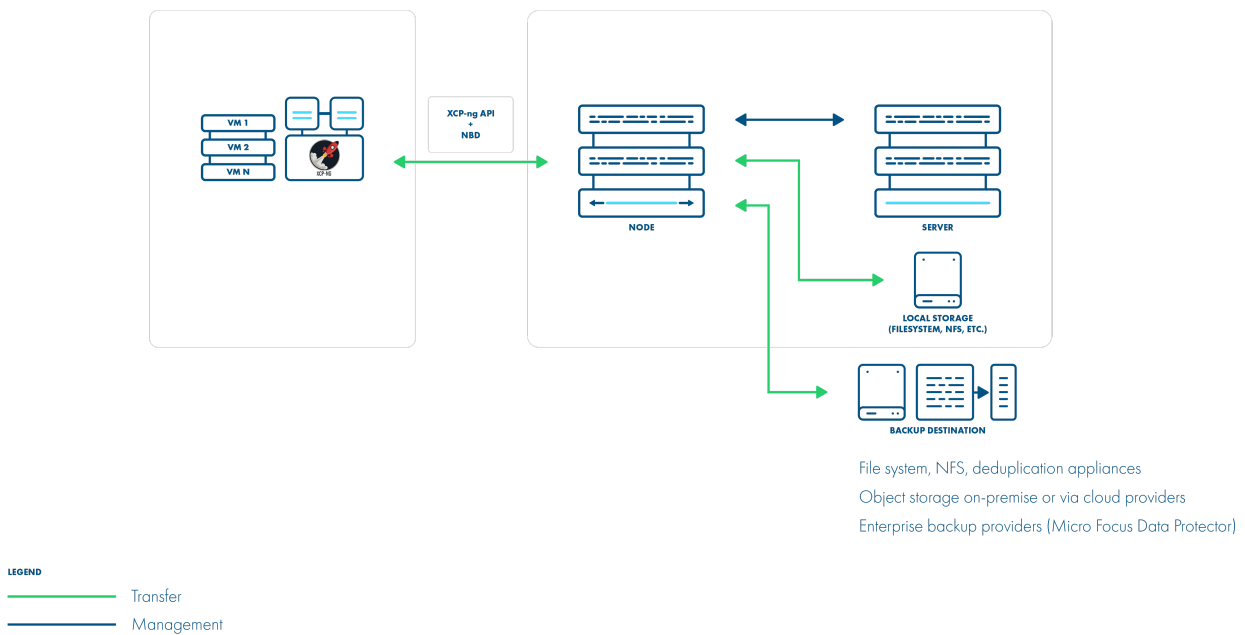 VM 1
VM 2
VM N
XCP-NG
XCP-ng API
+
NBD
NODE
SERVER
LOCAL STORAGE
(FILESYSTEM, NFS, ETC.)
BACKUP DESTINATION
File system, NFS, deduplication appliances
Object storage on-premise or via cloud providers
Enterprise backup providers (Micro Focus Data Protector)
LEGEND
Transfer
Management